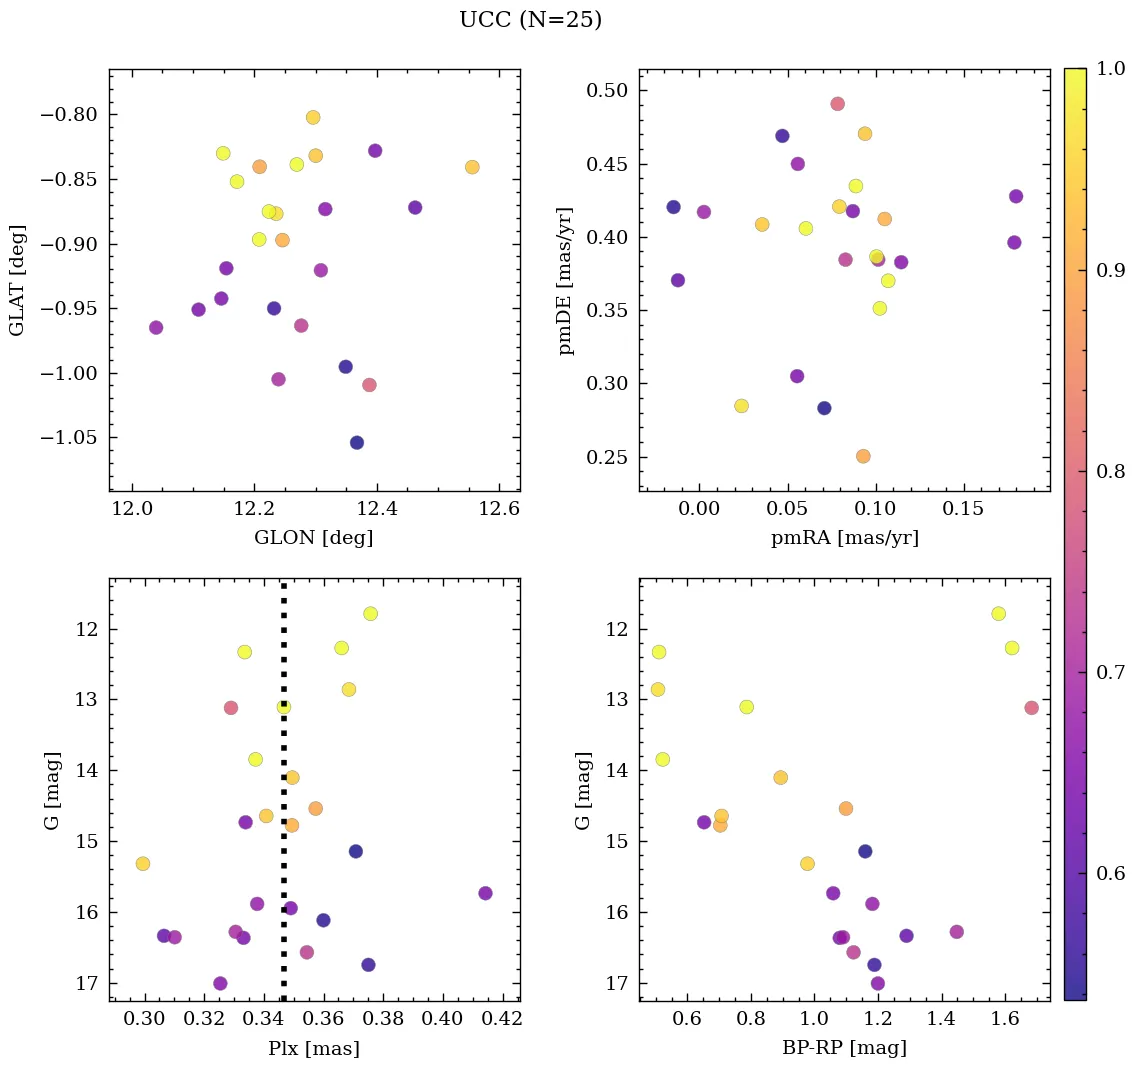 UCC (N=25)
−0.80
−0.85
−0.90
−0.95
−1.00
−1.05
GLAT [deg]
12.0 12.2 12.4 12.6
GLON [deg]
0.50
0.45
0.40
0.35
0.30
0.25
pmDE [mas/yr]
0.00 0.05 0.10 0.15
pmRA [mas/yr]
12
13
14
15
16
17
G [mag]
0.30 0.32 0.34 0.36 0.38 0.40 0.42
Plx [mas]
12
13
14
15
16
17
G [mag]
0.6 0.8 1.0 1.2 1.4 1.6
BP-RP [mag]
1.0
0.9
0.8
0.7
0.6